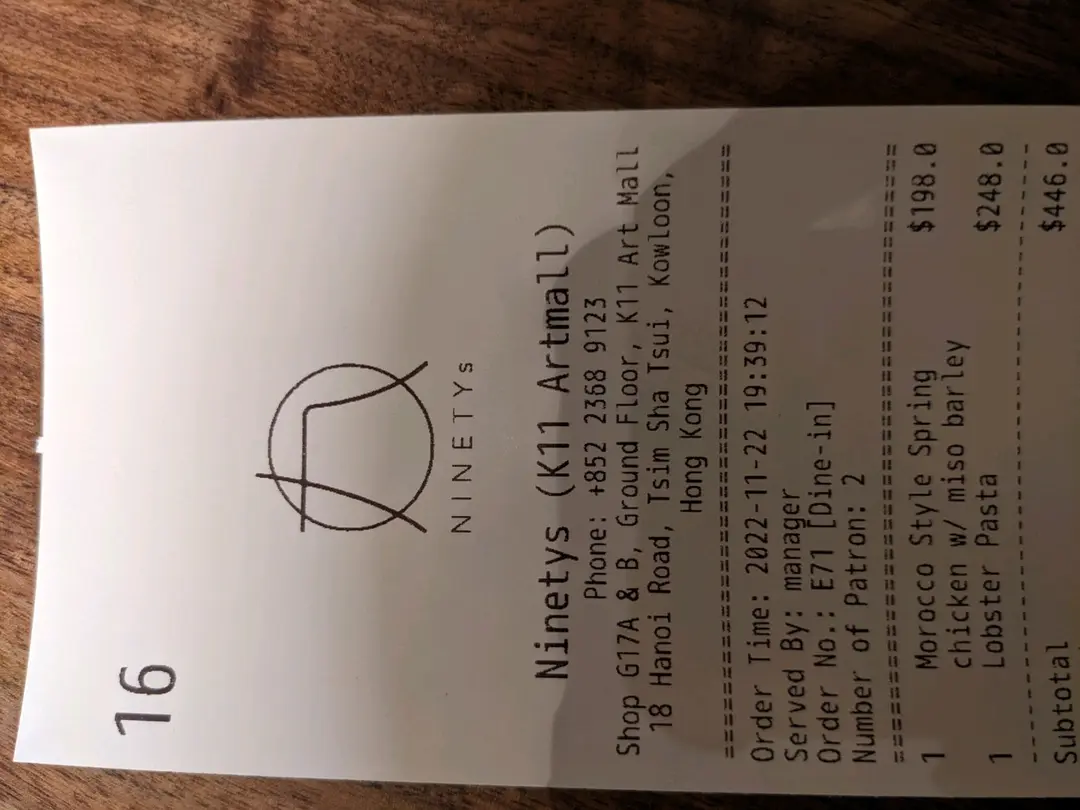 16
NINETYs
Ninetys (K11 Artmall)
Phone: +852 2368 9123
Shop G17A & B, Ground Floor, K11 Art Mall
18 Hanoi Road, Tsim Sha Tsui, Kowloon,
Hong Kong
=========================================
Order Time: 2022-11-22 19:39:12
Served By: manager
Order No.: E71 [Dine-in]
Number of Patron: 2
=========================================
1 Morocco Style Spring $198.0
chicken w/ miso barley
1 Lobster Pasta $248.0
-----------------------------------------
Subtotal $446.0